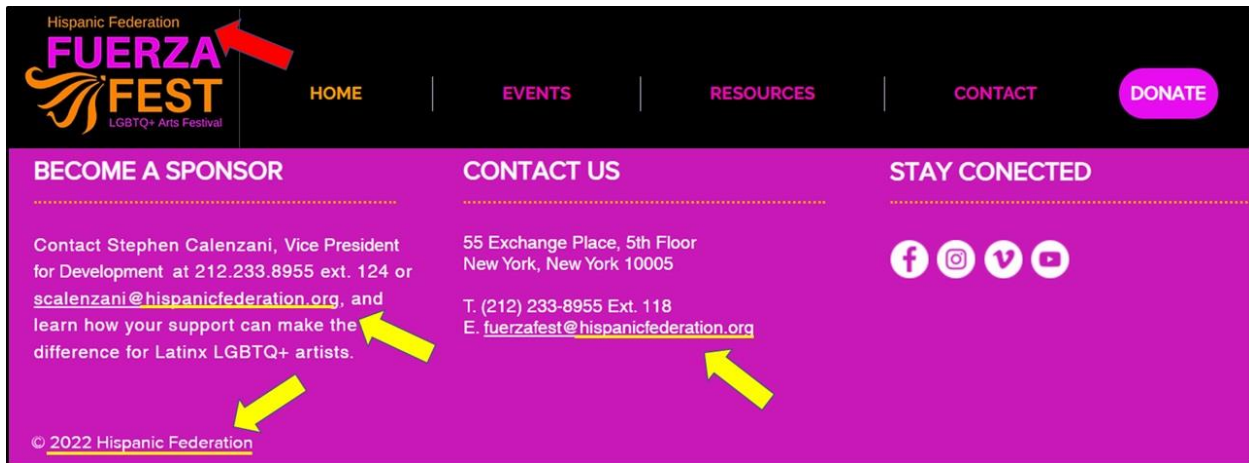 Hispanic Federation
FUERZA
FEST
LGBTQ+ Arts Festival
HOME
EVENTS
RESOURCES
CONTACT
DONATE
BECOME A SPONSOR
Contact Stephen Calenzani, Vice President
for Development at 212.233.8955 ext. 124 or
scalenzani@hispanicfederation.org, and
learn how your support can make the
difference for Latinx LGBTQ+ artists.
CONTACT US
55 Exchange Place, 5th Floor
New York, New York 10005
T. (212) 233-8955 Ext. 118
E. fuerzafest@hispanicfederation.org
STAY CONECTED
© 2022 Hispanic Federation